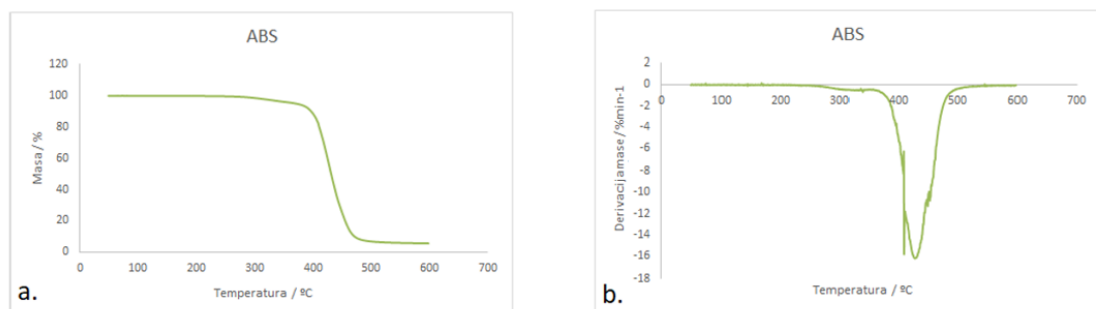 ABS
120
100
80
60
40
20
0
Masa / %
0 100 200 300 400 500 600 700
Temperatura / ºC
a.
ABS
2
0
-2
-4
-6
-8
-10
-12
-14
-16
-18
Derivacijamase / %min-1
0 100 200 300 400 500 600 700
Temperatura / ºC
b.